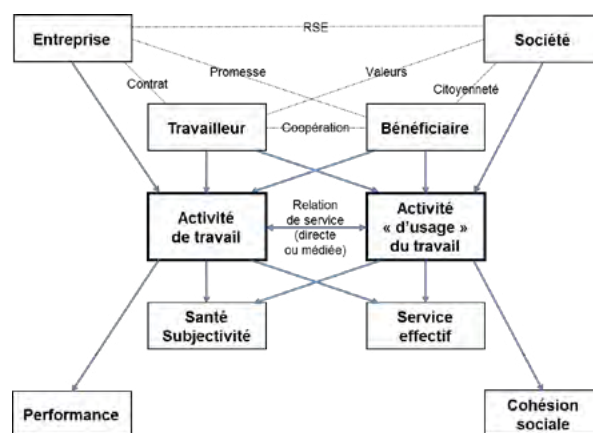 RSE
Entreprise
Société
Promesse
Valeurs
Contrat
Citoyenneté
Travailleur
Coopération
Bénéficiaire
Activité
de travail
Relation
de service
(directe
ou médiée)
Activité
« d'usage »
du travail
Santé
Subjectivité
Service
effectif
Performance
Cohésion
sociale